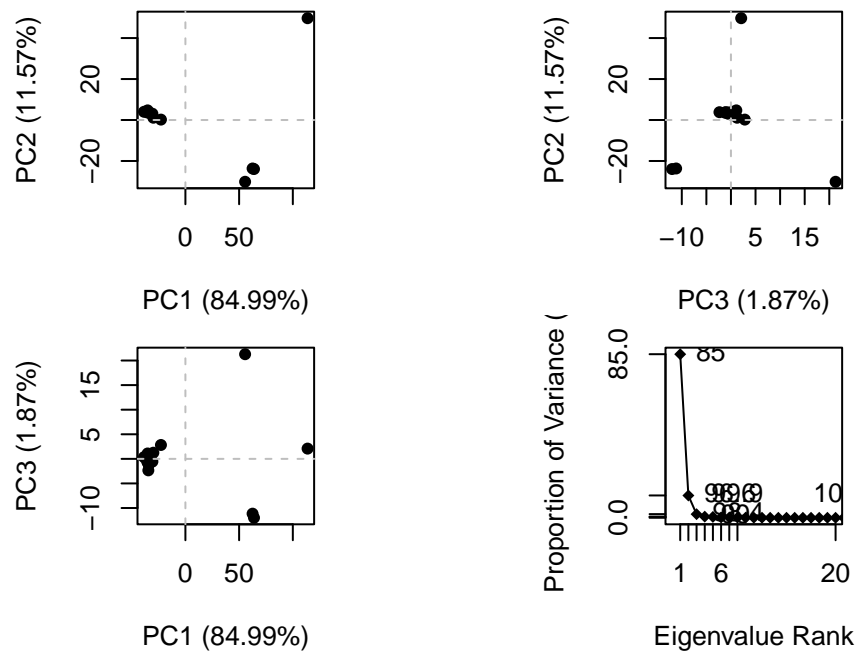 PC2 (11.57%)
20
−20
0 50
PC1 (84.99%)
PC2 (11.57%)
20
−20
−10 5 15
PC3 (1.87%)
PC3 (1.87%)
15
5
−10
0 50
PC1 (84.99%)
Proportion of Variance (
85.0
0.0
85
10
1 6 20
Eigenvalue Rank